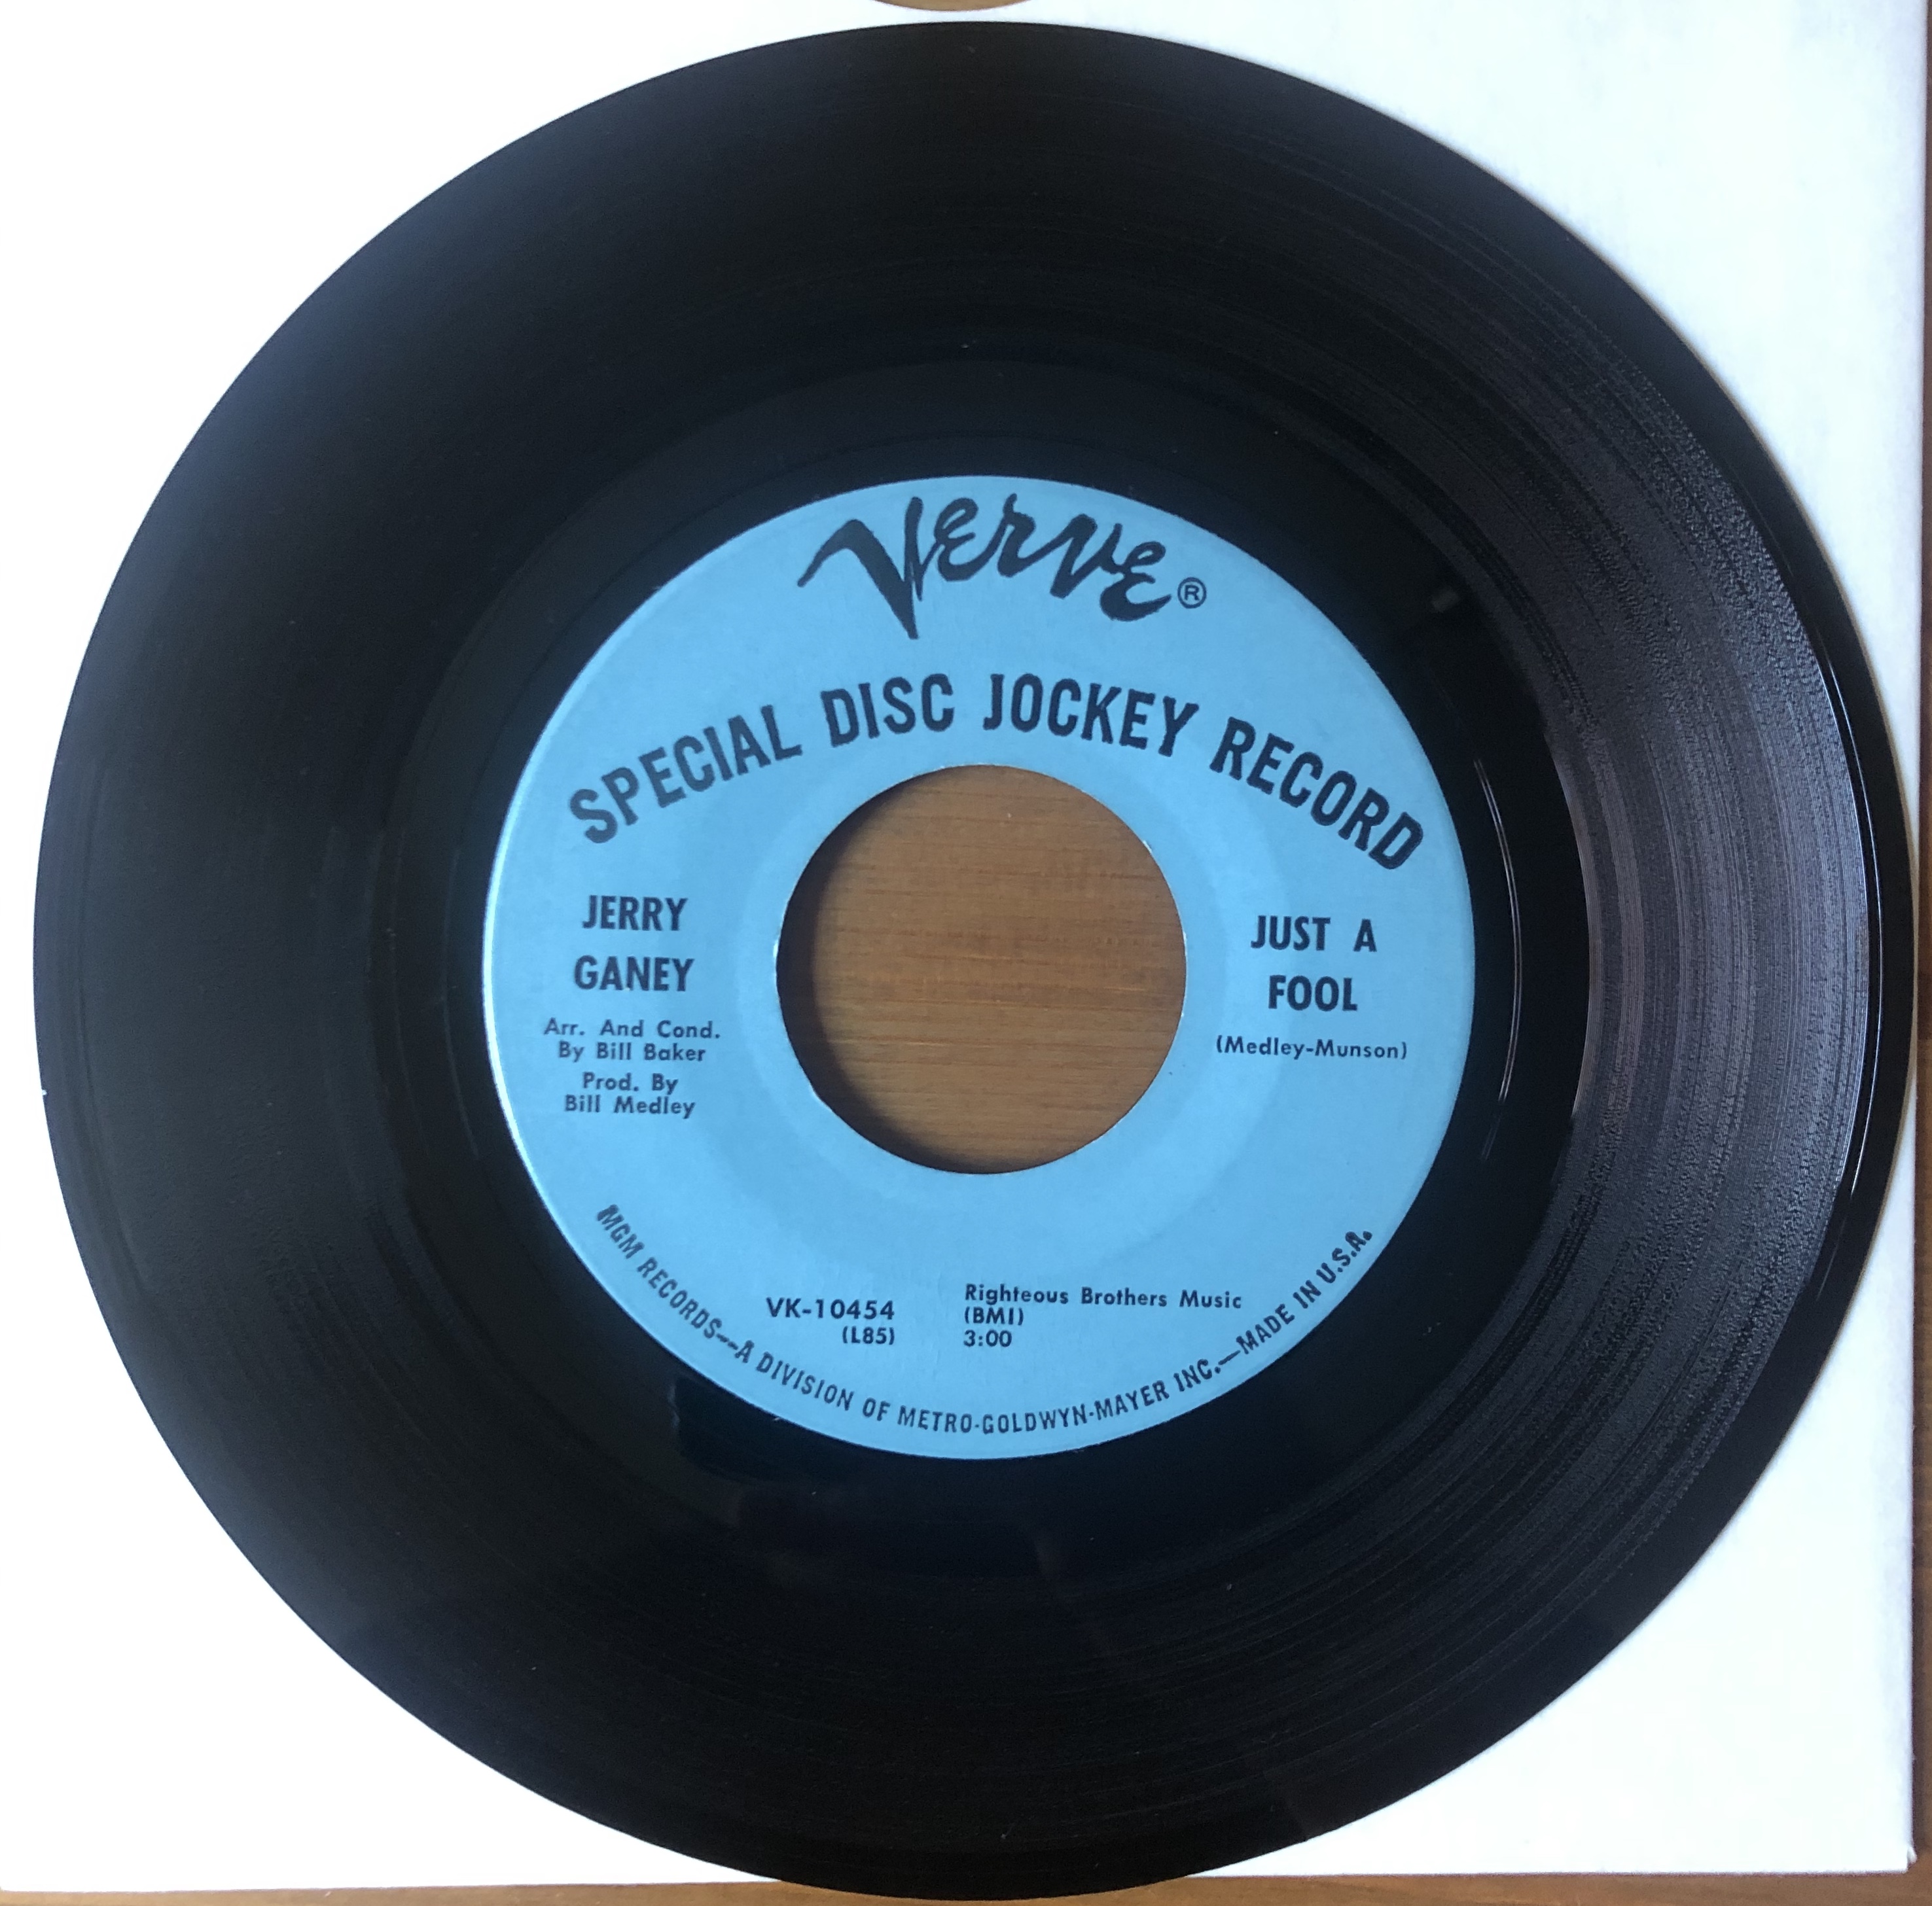 Verve®
SPECIAL DISC JOCKEY RECORD
JERRY
GANEY
Arr. And Cond.
By Bill Baker
Prod. By
Bill Medley
JUST A
FOOL
(Medley-Munson)
VK-10454
(L85)
Righteous Brothers Music
(BMI)
3:00
MGM RECORDS--A DIVISION OF METRO-GOLDWYN-MAYER INC.—MADE IN U.S.A.